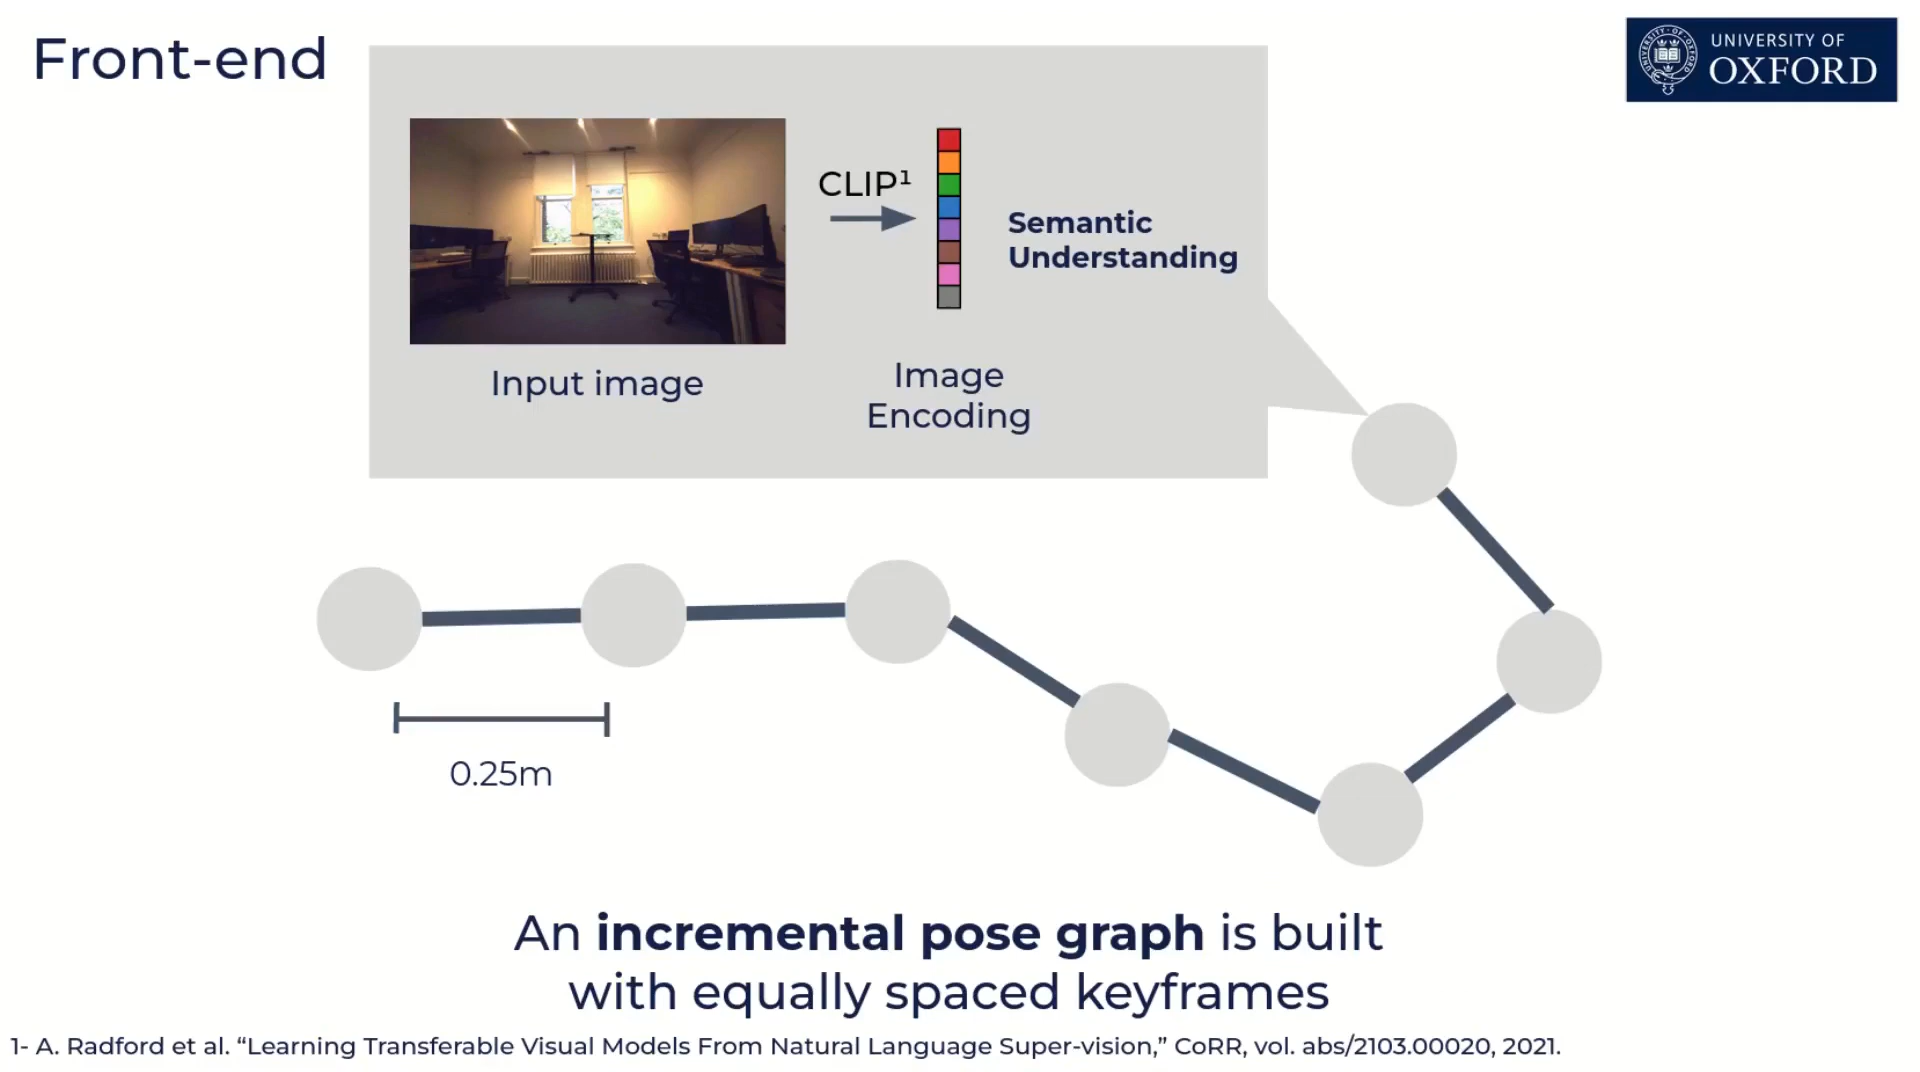 Front-end
UNIVERSITY OF
OXFORD
CLIP¹
Semantic
Understanding
Input image
Image
Encoding
0.25m
An incremental pose graph is built
with equally spaced keyframes
1- A. Radford et al. “Learning Transferable Visual Models From Natural Language Super-vision,” CoRR, vol. abs/2103.00020, 2021.